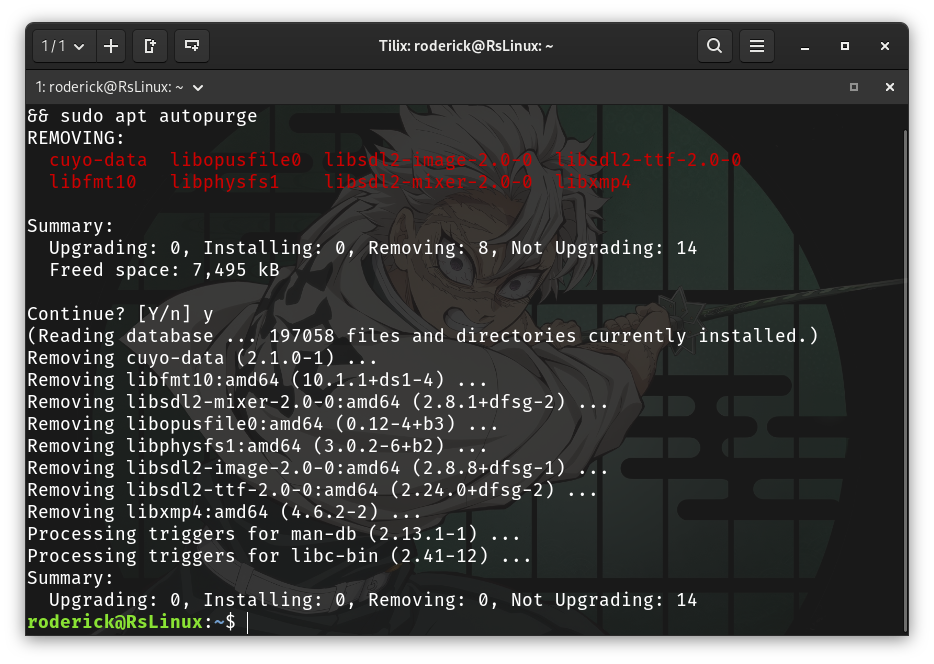 1 / 1
Tilix: roderick@RsLinux: ~
1: roderick@RsLinux: ~
&& sudo apt autopurge
REMOVING:
cuyo-data libopusfile0 libsdl2-image-2.0-0 libsdl2-ttf-2.0-0
libfmt10 libphysfs1 libsdl2-mixer-2.0-0 libxmp4
Summary:
Upgrading: 0, Installing: 0, Removing: 8, Not Upgrading: 14
Freed space: 7,495 kB
Continue? [Y/n] y
(Reading database ... 197058 files and directories currently installed.)
Removing cuyo-data (2.1.0-1) ...
Removing libfmt10:amd64 (10.1.1+ds1-4) ...
Removing libsdl2-mixer-2.0-0:amd64 (2.8.1+dfsg-2) ...
Removing libopusfile0:amd64 (0.12-4+b3) ...
Removing libphysfs1:amd64 (3.0.2-6+b2) ...
Removing libsdl2-image-2.0-0:amd64 (2.8.8+dfsg-1) ...
Removing libsdl2-ttf-2.0-0:amd64 (2.24.0+dfsg-2) ...
Removing libxmp4:amd64 (4.6.2-2) ...
Processing triggers for man-db (2.13.1-1) ...
Processing triggers for libc-bin (2.41-12) ...
Summary:
Upgrading: 0, Installing: 0, Removing: 0, Not Upgrading: 14
roderick@RsLinux:~$